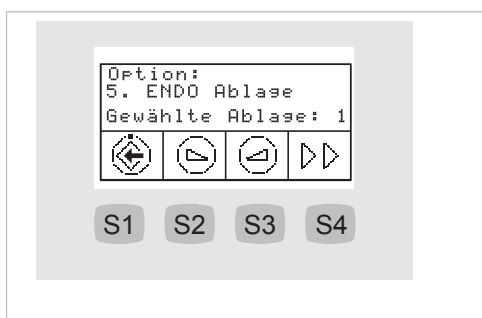 Option:
5. ENDO Ablage
Gewählte Ablage: 1
S1 S2 S3 S4